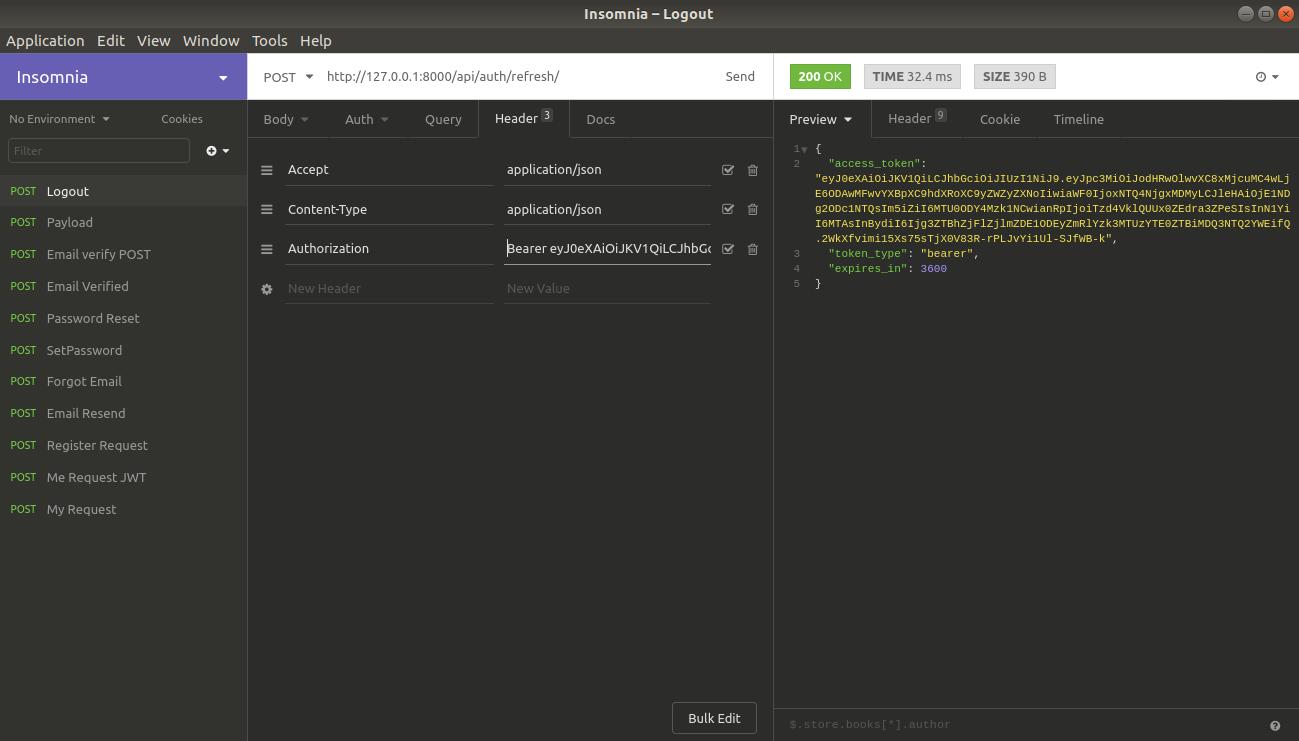 Insomnia – Logout
Application Edit View Window Tools Help
Insomnia
POST http://127.0.0.1:8000/api/auth/refresh/ Send
200 OK TIME 32.4 ms SIZE 390 B
No Environment Cookies
Body Auth Query Header 3 Docs
Preview Header 9 Cookie Timeline
Filter
POST Logout
POST Payload
POST Email verify POST
POST Email Verified
POST Password Reset
POST SetPassword
POST Forgot Email
POST Email Resend
POST Register Request
POST Me Request JWT
POST My Request
Accept application/json
Content-Type application/json
Authorization Bearer eyJ0eXAiOiJKV1QiLCJhbGc
New Header New Value
Bulk Edit
1 {
2 "access_token":
"eyJ0eXAiOiJKV1QiLCJhbGciOiJIUzI1NiJ9.eyJpc3MiOiJodHRwOlwvXC8xMjcuMC4wLj
E6ODAwMFwvYXBpXC9hdXRoXC9yZWZyZXNoIiwiaWF0IjoxNTQ4NjgxMDMyLCJleHAiOjE1ND
g2ODc1NTQsIm5iZiI6MTU0ODY4Mzk1NCwianRpIjoiTzd4VklQUUx0ZEdra3ZPeSIsInN1Yi
I6MTAsInBydiI6Ijg3ZTBhZjFlZjlmZDE1ODEyZmRlYzk3MTUzYTE0ZTBiMDQ3NTQ2YWEifQ
.2WkXfvimi15Xs75sTjX0V83R-rPLJvYi1Ul-SJfWB-k",
3 "token_type": "bearer",
4 "expires_in": 3600
5 }
$.store.books[*].author